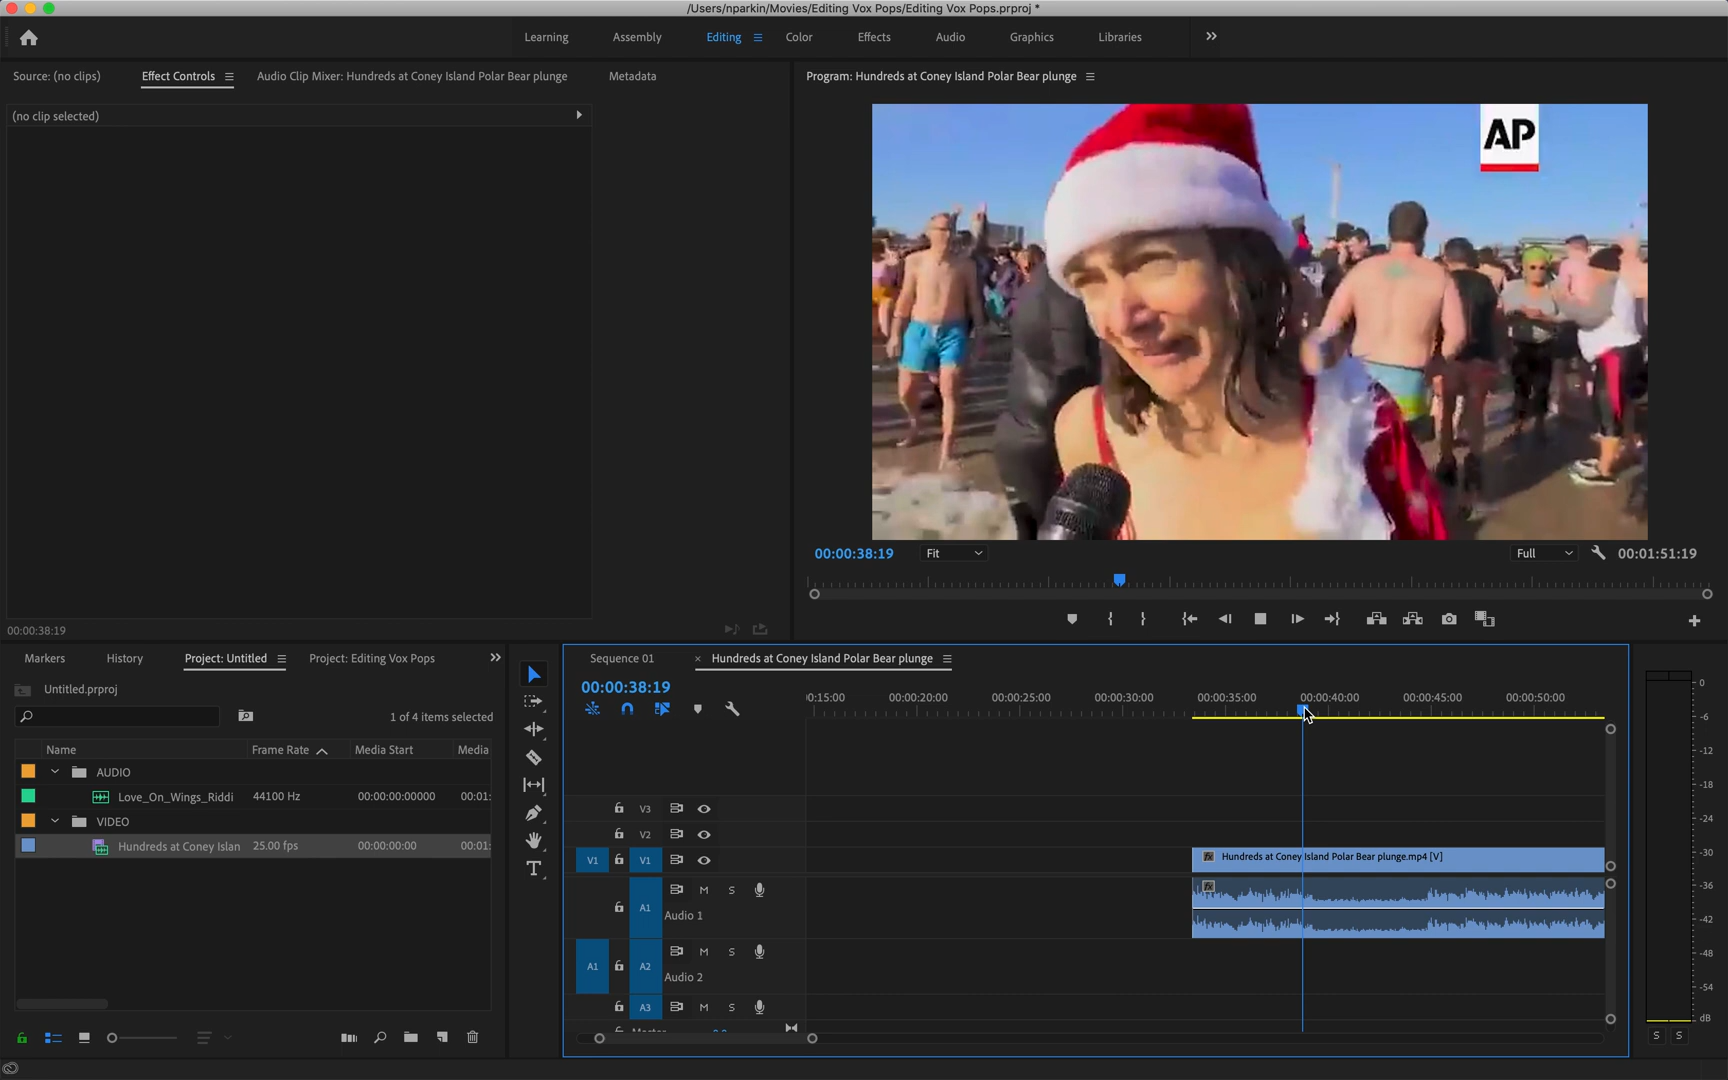 /Users/nparkin/Movies/Editing Vox Pops/Editing Vox Pops.prproj *
Learning Assembly Editing Color Effects Audio Graphics Libraries
Source: (no clips) Effect Controls Audio Clip Mixer: Hundreds at Coney Island Polar Bear plunge Metadata
Program: Hundreds at Coney Island Polar Bear plunge
(no clip selected)
AP
00:00:38:19 Fit Full 00:01:51:19
00:00:38:19
Markers History Project: Untitled Project: Editing Vox Pops
Sequence 01 × Hundreds at Coney Island Polar Bear plunge
00:00:38:19
Untitled.prproj
1 of 4 items selected
00:15:00 00:00:20:00 00:00:25:00 00:00:30:00 00:00:35:00 00:00:40:00 00:00:45:00 00:00:50:00
Name Frame Rate Media Start Media
AUDIO
Love_On_Wings_Riddi 44100 Hz 00:00:00:00000 00:01:
VIDEO
Hundreds at Coney Islan 25.00 fps 00:00:00:00 00:01:
V3
V2
V1 V1 fx Hundreds at Coney Island Polar Bear plunge.mp4 [V]
A1 M S fx
Audio 1
A1 A2 M S
Audio 2
A3 M S
0
-6
-12
-18
-24
-30
-36
-42
-48
-54
dB
S S